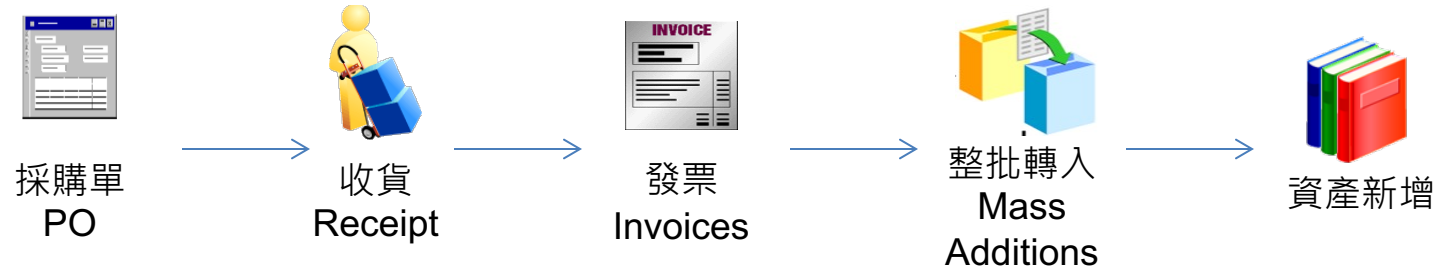 INVOICE
採購單
PO
收貨
Receipt
發票
Invoices
整批轉入
Mass
Additions
資產新增